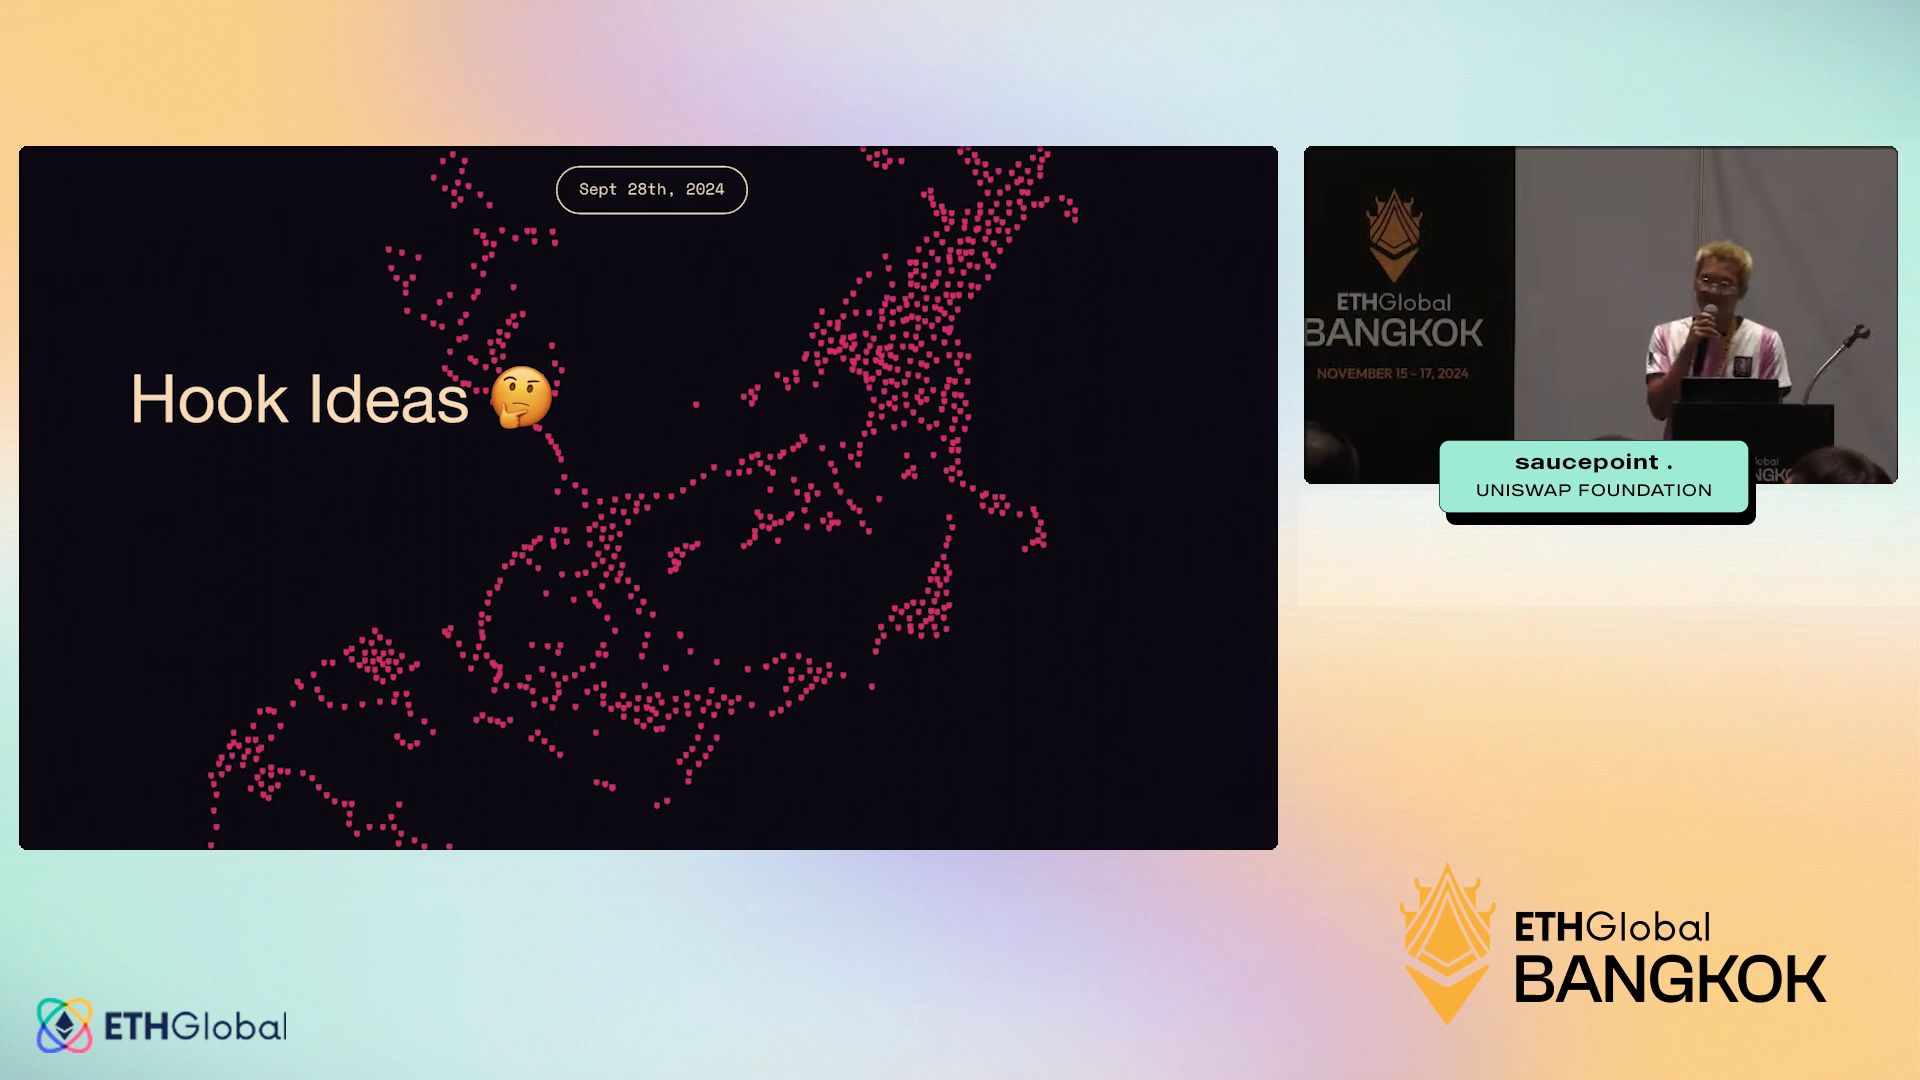 Sept 28th, 2024
Hook Ideas 🤔
ETHGlobal
BANGKOK
NOVEMBER 15 - 17, 2024
saucepoint .
UNISWAP FOUNDATION
ETHGlobal
BANGKOK
ETHGlobal